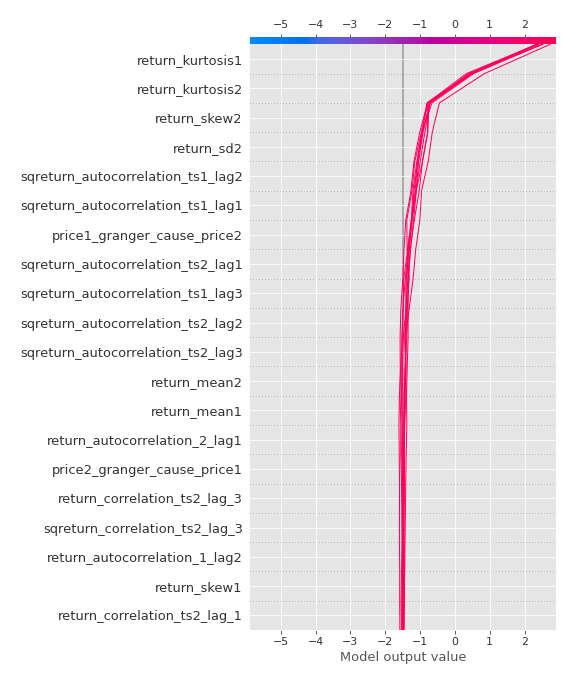 −5 −4 −3 −2 −1 0 1 2
return_kurtosis1
return_kurtosis2
return_skew2
return_sd2
sqreturn_autocorrelation_ts1_lag2
sqreturn_autocorrelation_ts1_lag1
price1_granger_cause_price2
sqreturn_autocorrelation_ts2_lag1
sqreturn_autocorrelation_ts1_lag3
sqreturn_autocorrelation_ts2_lag2
sqreturn_autocorrelation_ts2_lag3
return_mean2
return_mean1
return_autocorrelation_2_lag1
price2_granger_cause_price1
return_correlation_ts2_lag_3
sqreturn_correlation_ts2_lag_3
return_autocorrelation_1_lag2
return_skew1
return_correlation_ts2_lag_1
−5 −4 −3 −2 −1 0 1 2
Model output value